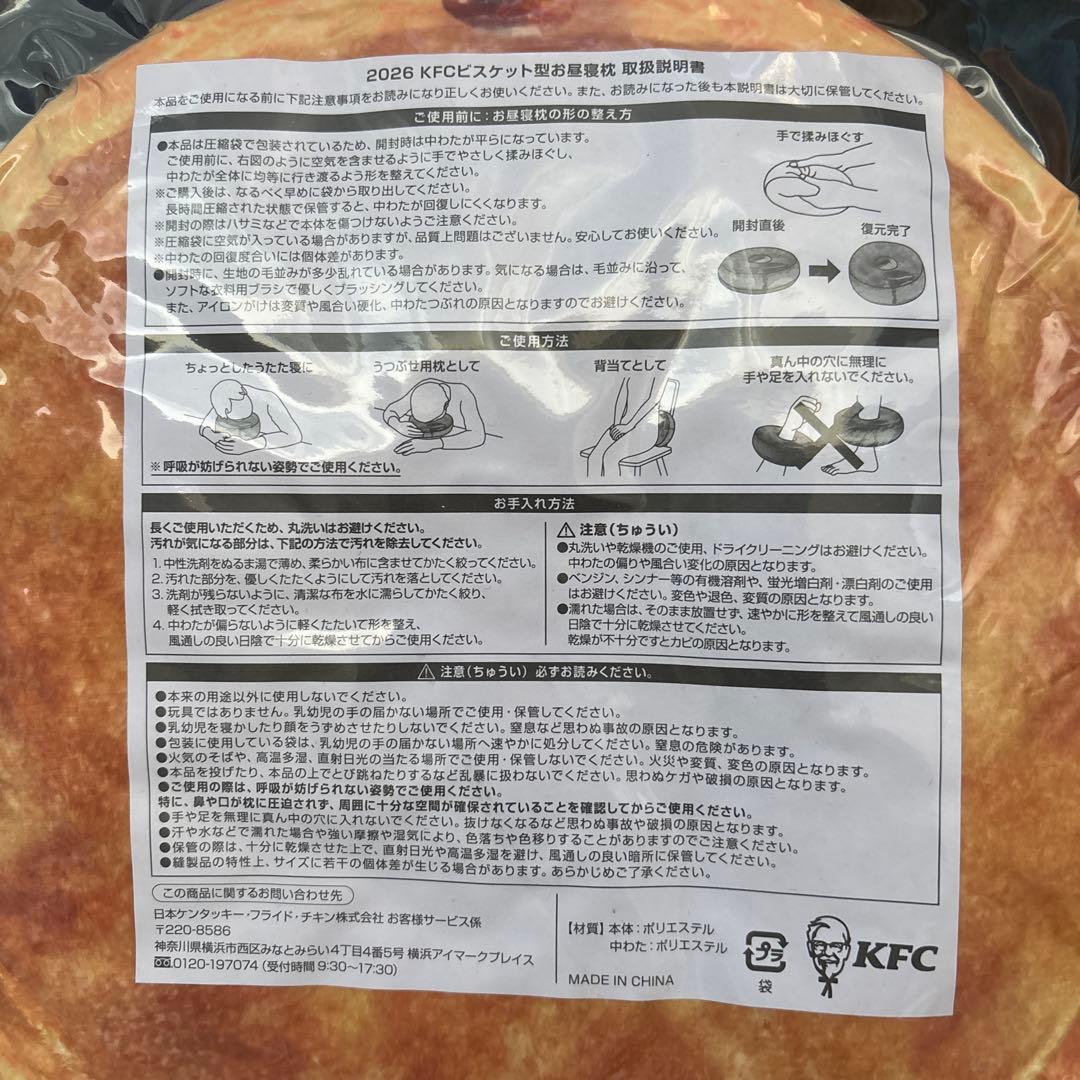 2026 KFCビスケット型お昼寝枕 取扱説明書
本品をご使用になる前に下記注意事項をお読みになり正しくお使いください。また、お読みになった後も本説明書は大切に保管してください。
ご使用前に:お昼寝枕の形の整え方
●本品は圧縮袋で包装されているため、開封時は中わたが平らになっています。
ご使用前に、右図のように空気を含ませるように手でやさしく揉みほぐし、
中わたが全体に均等に行き渡るよう形を整えてください。
※ご購入後は、なるべく早めに袋から取り出してください。
長時間圧縮された状態で保管すると、中わたが回復しにくくなります。
※開封の際はハサミなどで本体を傷つけないようご注意ください。
※圧縮袋に空気が入っている場合がありますが、品質上問題はございません。安心してお使いください。
※中わたの回復度合いには個体差があります。
●開封時に、生地の毛並みが多少乱れている場合があります。気になる場合は、毛並みに沿って、
ソフトな衣料用ブラシで優しくブラッシングしてください。
また、アイロンがけは変質や風合い硬化、中わたつぶれの原因となりますのでお避けください。
手で揉みほぐす
開封直後
復元完了
ご使用方法
ちょっとしたうたた寝に
うつぶせ用枕として
背当てとして
真ん中の穴に無理に
手や足を入れないでください。
※呼吸が妨げられない姿勢でご使用ください。
お手入れ方法
長くご使用いただくため、丸洗いはお避けください。
汚れが気になる部分は、下記の方法で汚れを除去してください。
1. 中性洗剤をぬるま湯で薄め、柔らかい布に含ませてかたく絞ってください。
2. 汚れた部分を、優しくたたくようにして汚れを落としてください。
3. 洗剤が残らないように、清潔な布を水に濡らしてかたく絞り、
軽く拭き取ってください。
4. 中わたが偏らないように軽くたたいて形を整え、
風通しの良い日陰で十分に乾燥させてからご使用ください。
⚠ 注意(ちゅうい)
●丸洗いや乾燥機のご使用、ドライクリーニングはお避けください。
中わたの偏りや風合い変化の原因となります。
●ベンジン、シンナー等の有機溶剤や、蛍光増白剤・漂白剤のご使用
はお避けください。変色や退色、変質の原因となります。
●濡れた場合は、そのまま放置せず、速やかに形を整えて風通しの良い
日陰で十分に乾燥させてください。
乾燥が不十分ですとカビの原因となります。
⚠ 注意(ちゅうい) 必ずお読みください。
●本来の用途以外に使用しないでください。
●玩具ではありません。乳幼児の手の届かない場所でご使用・保管してください。
●乳幼児を寝かしたり顔をうずめさせたりしないでください。窒息など思わぬ事故の原因となります。
●包装に使用している袋は、乳幼児の手の届かない場所へ速やかに処分してください。窒息の危険があります。
●火気のそばや、高温多湿、直射日光の当たる場所でご使用・保管しないでください。火災や変質、変色の原因となります。
●本品を投げたり、本品の上でとび跳ねたりするなど乱暴に扱わないでください。思わぬケガや破損の原因となります。
●ご使用の際は、呼吸が妨げられない姿勢でご使用ください。
特に、鼻や口が枕に圧迫されず、周囲に十分な空間が確保されていることを確認してからご使用ください。
●手や足を無理に真ん中の穴に入れないでください。抜けなくなるなど思わぬ事故や破損の原因となります。
●汗や水などで濡れた場合や強い摩擦や湿気により、色落ちや色移りすることがありますのでご注意ください。
●保管の際は、十分に乾燥させた上で、直射日光や高温多湿を避け、風通しの良い暗所に保管してください。
●縫製品の特性上、サイズに若干の個体差が生じる場合があります。あらかじめご了承ください。
この商品に関するお問い合わせ先
日本ケンタッキー・フライド・チキン株式会社 お客様サービス係
〒220-8586
神奈川県横浜市西区みなとみらい4丁目4番5号 横浜アイマークプレイス
0120-197074 (受付時間 9:30~17:30)
【材質】本体:ポリエステル
中わた:ポリエステル
MADE IN CHINA
プラ
袋
KFC